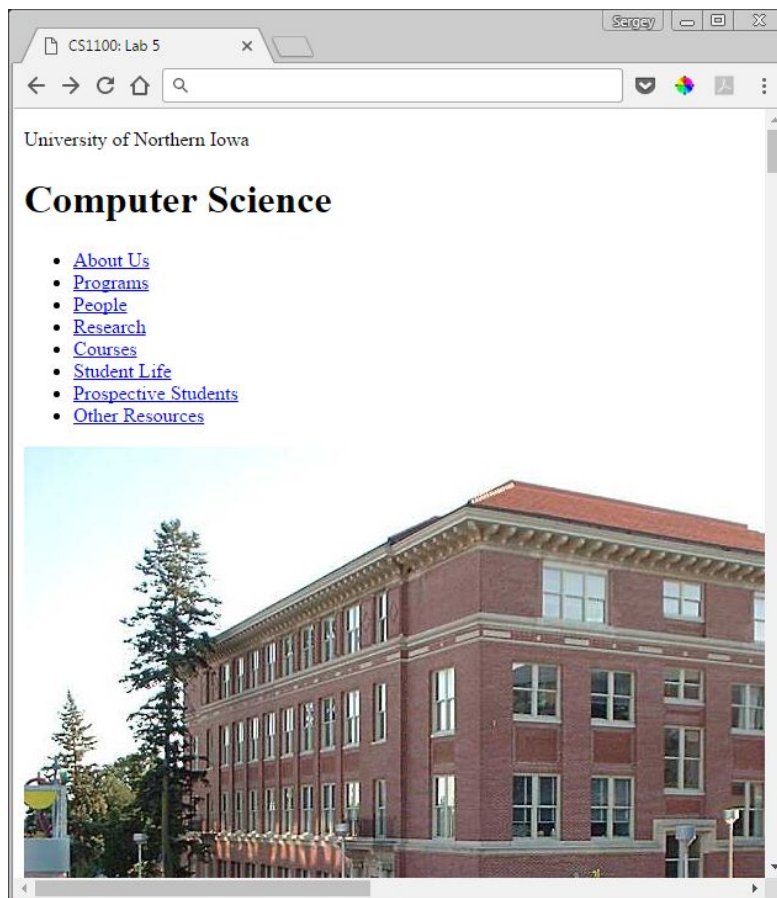 Sergey
CS1100: Lab 5
University of Northern Iowa
Computer Science
About Us
Programs
People
Research
Courses
Student Life
Prospective Students
Other Resources